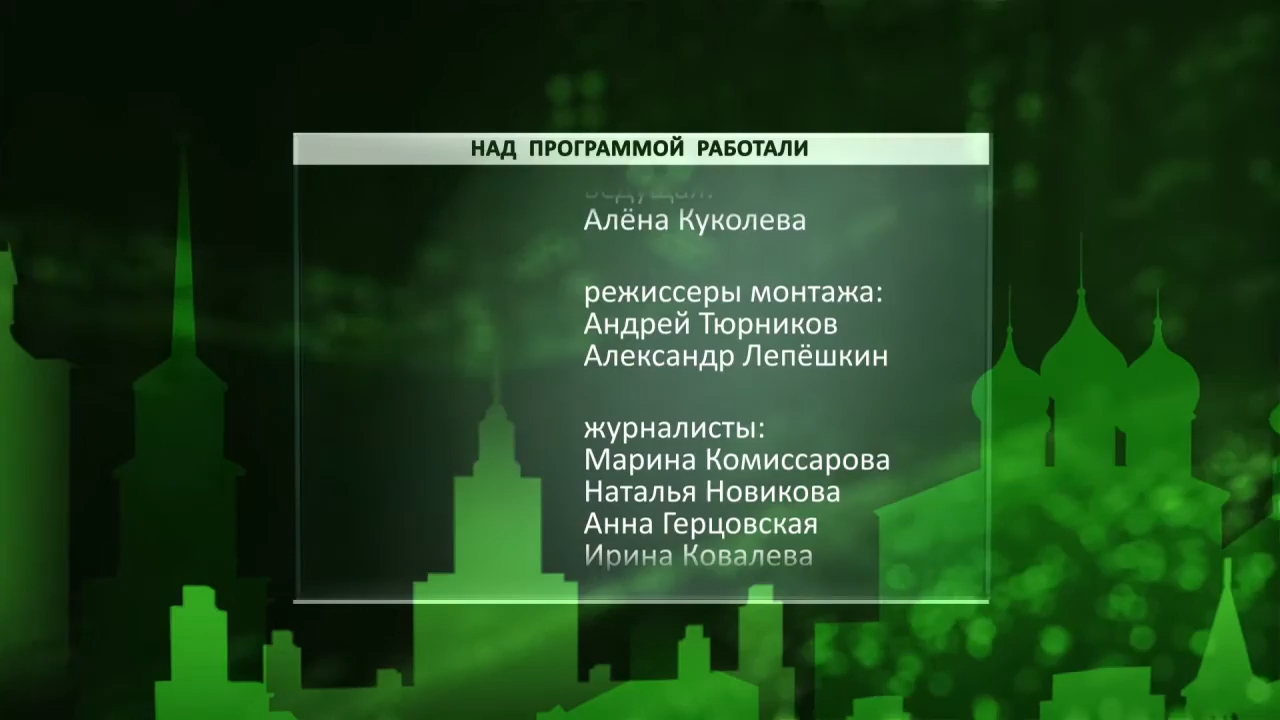 НАД ПРОГРАММОЙ РАБОТАЛИ
ведущая:
Алёна Куколева
режиссеры монтажа:
Андрей Тюрников
Александр Лепёшкин
журналисты:
Марина Комиссарова
Наталья Новикова
Анна Герцовская
Ирина Ковалева